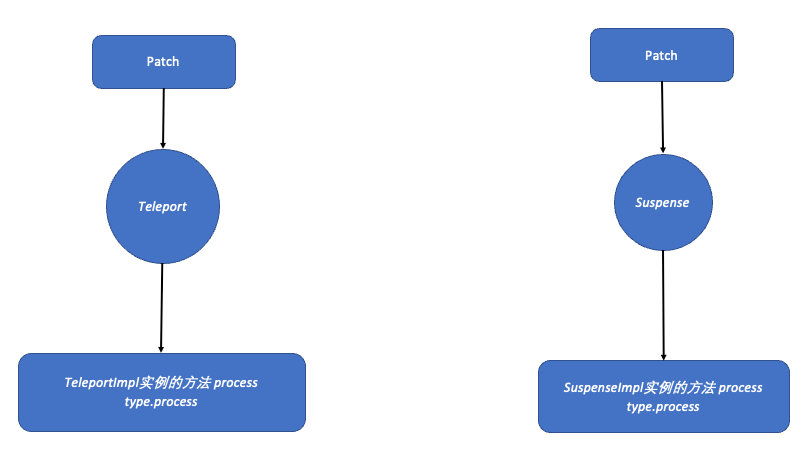 Patch
Teleport
TeleportImpl实例的方法 process
type.process
Patch
Suspense
SuspenseImpl实例的方法 process
type.process